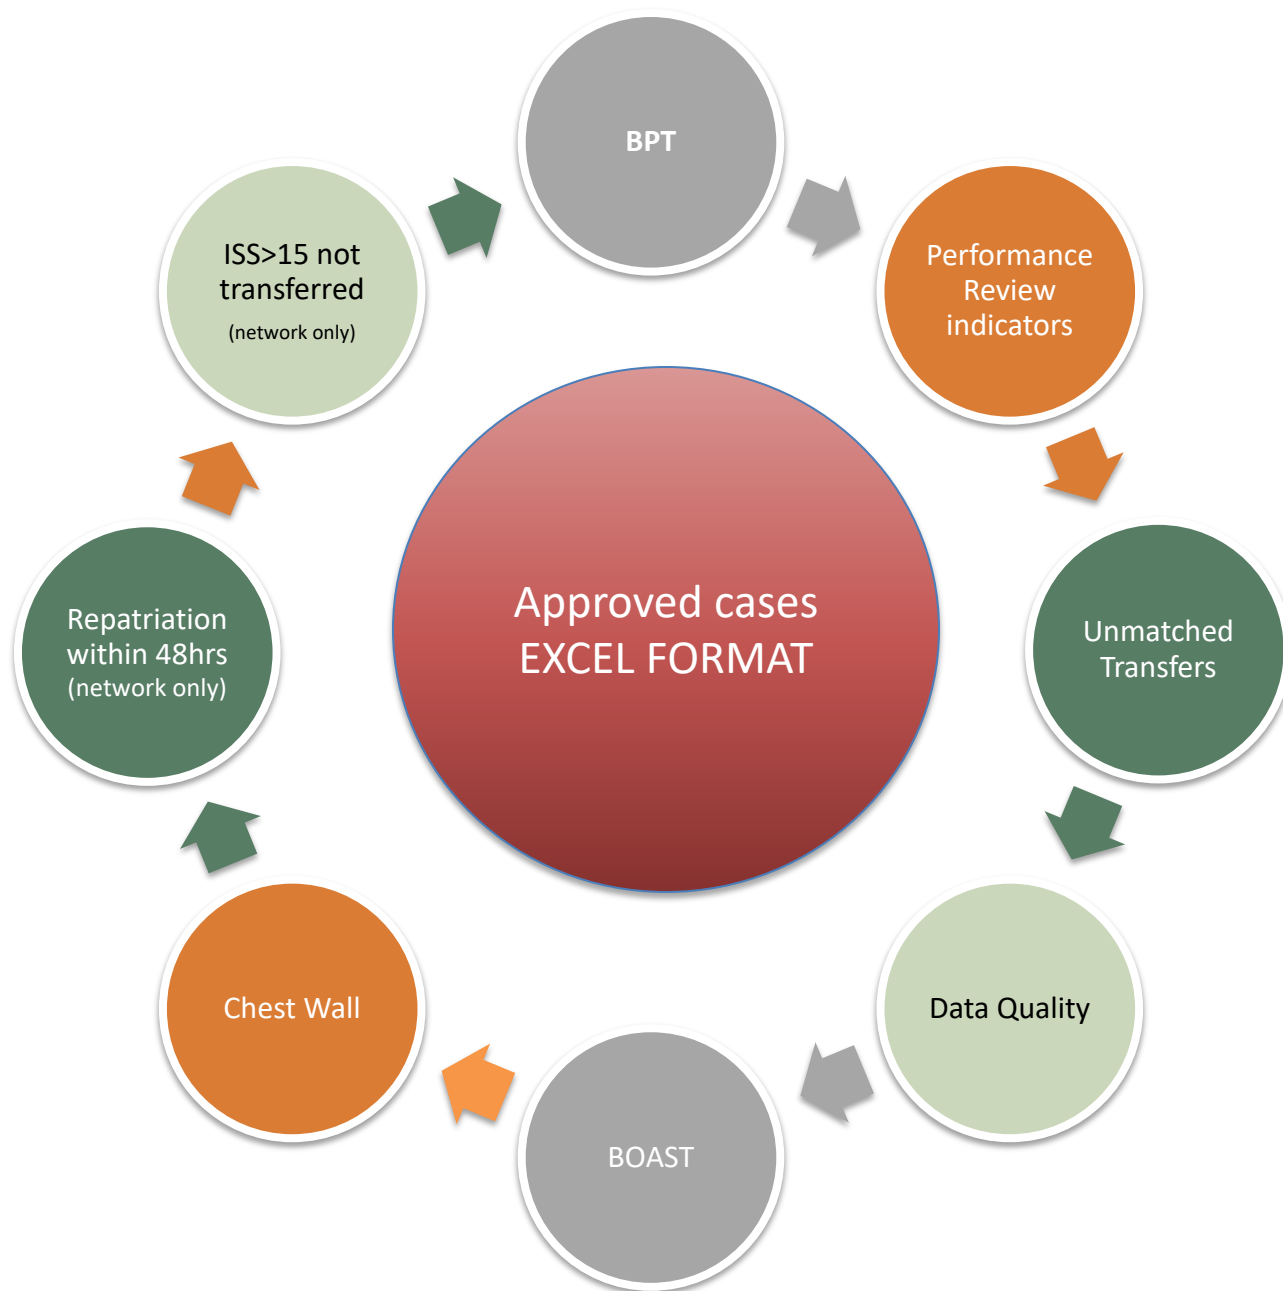 BPT
Performance
Review
indicators
Unmatched
Transfers
Data Quality
BOAST
Chest Wall
Repatriation
within 48hrs
(network only)
ISS>15 not
transferred
(network only)
Approved cases
EXCEL FORMAT